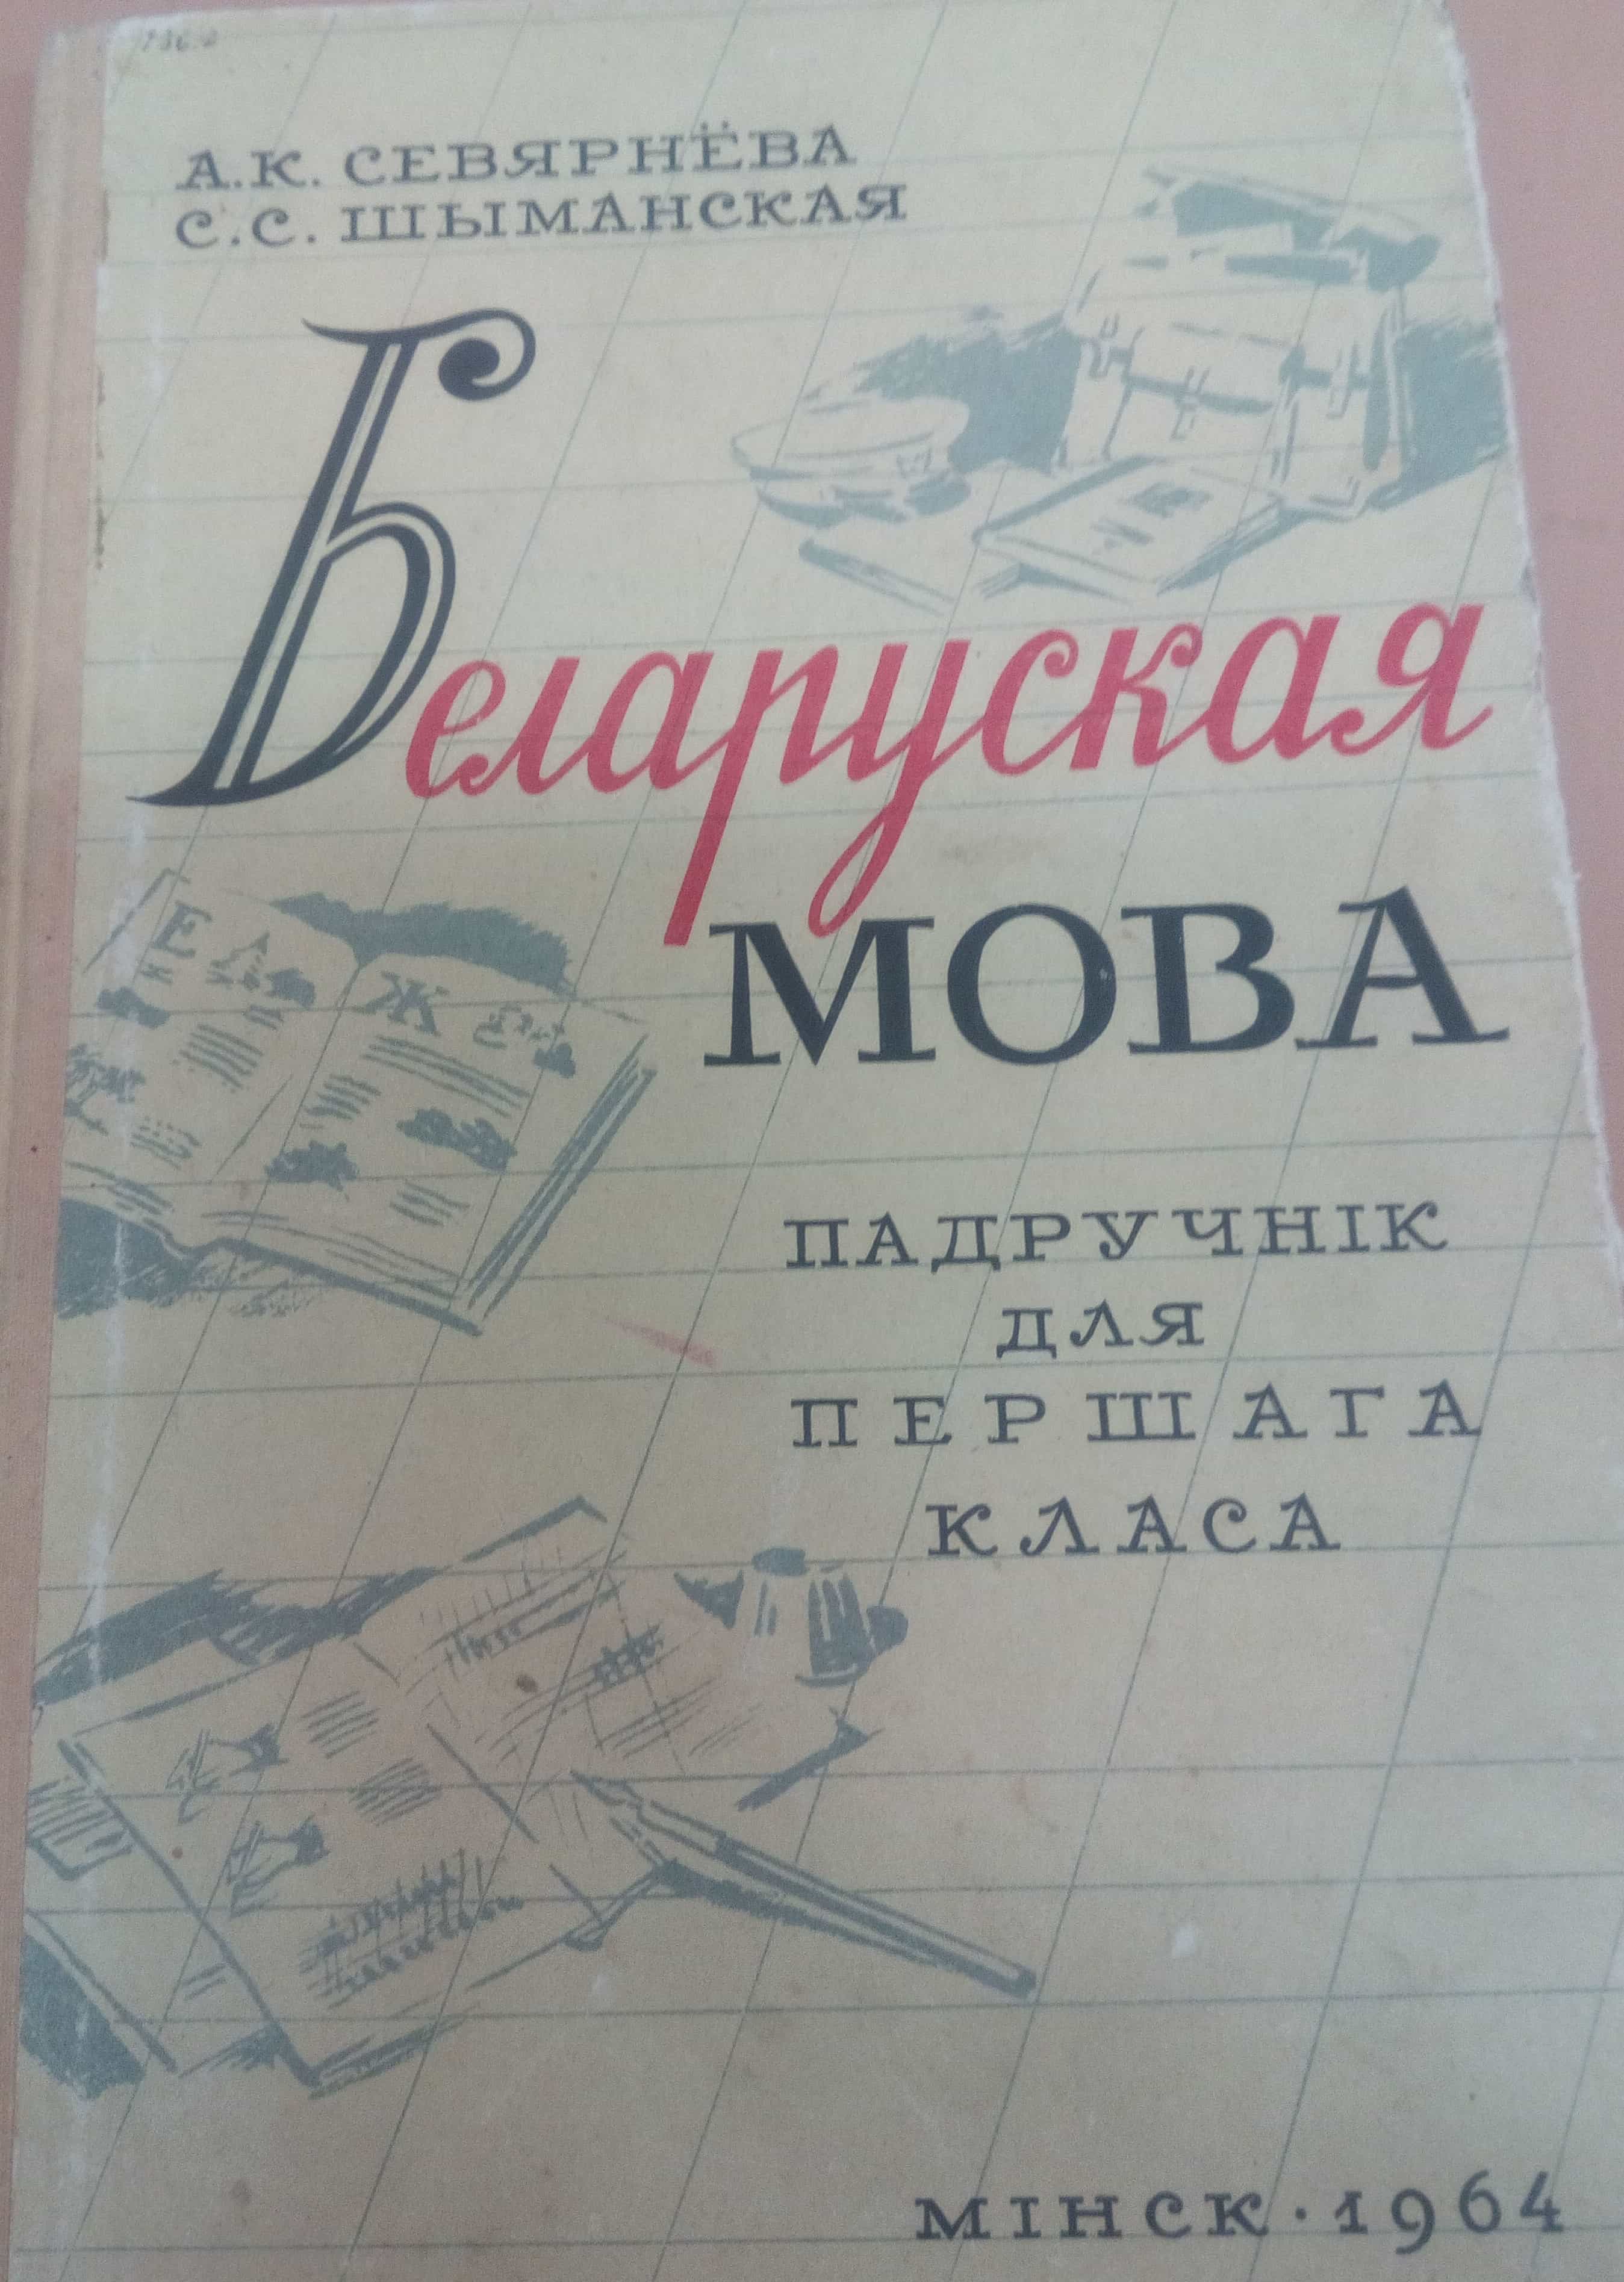 А.К. СЕВЯРНЁВА
С.С. ШЫМАНСКАЯ
Беларуская
МОВА
Е
Ж
ПАДРУЧНІК
ДЛЯ
ПЕРШАГА
КЛАСА
МІНСК·1964